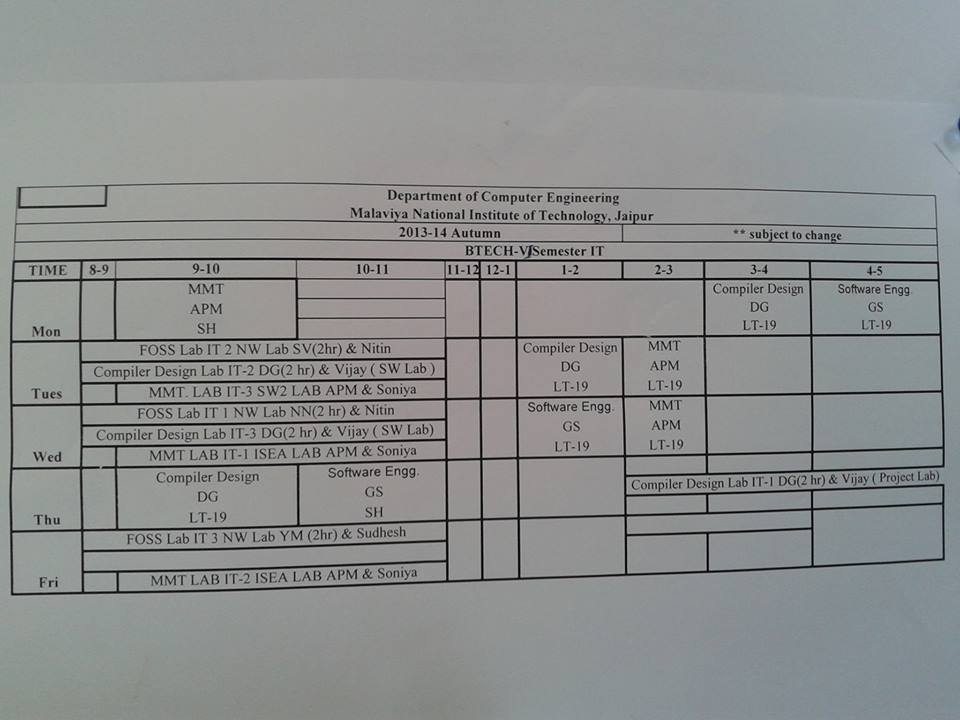 Department of Computer Engineering
Malaviya National Institute of Technology, Jaipur
2013-14 Autumn ** subject to change
BTECH-V Semester IT
TIME 8-9 9-10 10-11 11-12 12-1 1-2 2-3 3-4 4-5
MMT Compiler Design Software Engg.
APM DG GS
Mon SH LT-19 LT-19
FOSS Lab IT 2 NW Lab SV(2hr) & Nitin Compiler Design MMT
Compiler Design Lab IT-2 DG(2 hr) & Vijay ( SW Lab ) DG APM
Tues MMT. LAB IT-3 SW2 LAB APM & Soniya LT-19 LT-19
FOSS Lab IT 1 NW Lab NN(2 hr) & Nitin Software Engg. MMT
Compiler Design Lab IT-3 DG(2 hr) & Vijay ( SW Lab) GS APM
Wed MMT LAB IT-1 ISEA LAB APM & Soniya LT-19 LT-19
Compiler Design Software Engg. Compiler Design Lab IT-1 DG(2 hr) & Vijay ( Project Lab)
DG GS
Thu LT-19 SH
FOSS Lab IT 3 NW Lab YM (2hr) & Sudhesh
Fri MMT LAB IT-2 ISEA LAB APM & Soniya